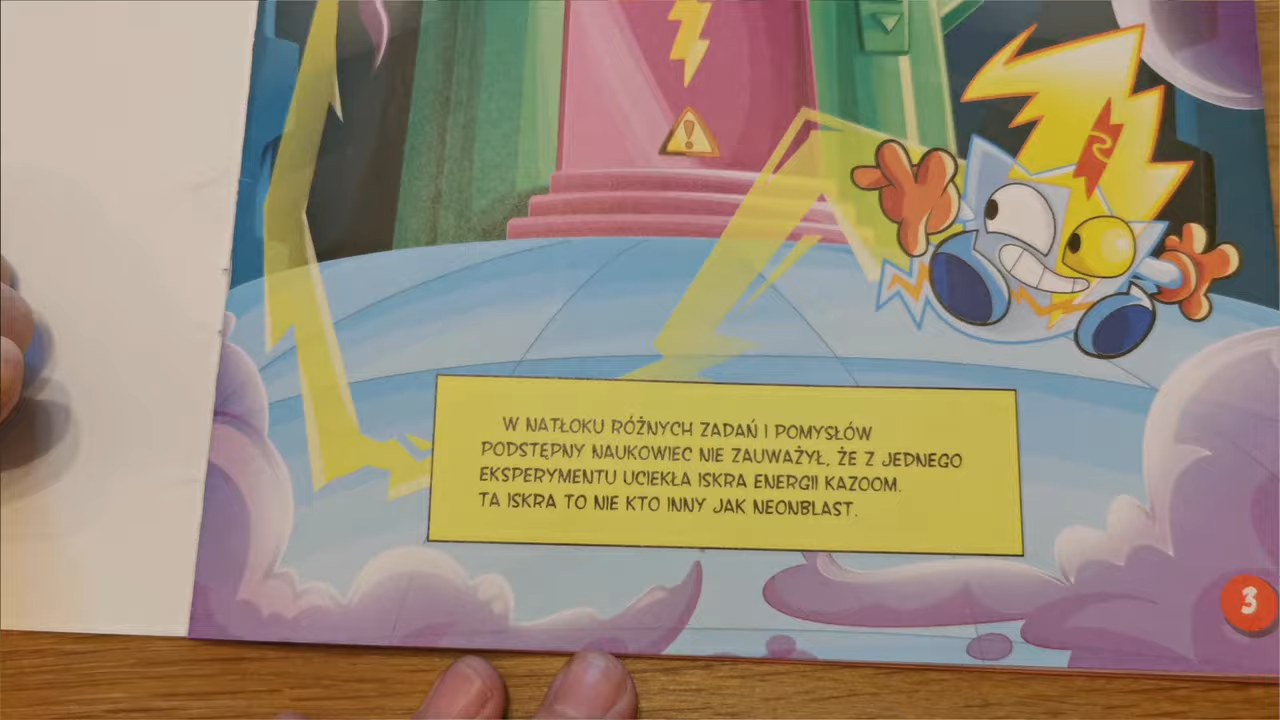 W NATŁOKU RÓŻNYCH ZADAŃ I POMYSŁÓW
PODSTĘPNY NAUKOWIEC NIE ZAUWAŻYŁ, ŻE Z JEDNEGO
EKSPERYMENTU UCIEKŁA ISKRA ENERGII KAZOOM.
TA ISKRA TO NIE KTO INNY JAK NEONBLAST.
3